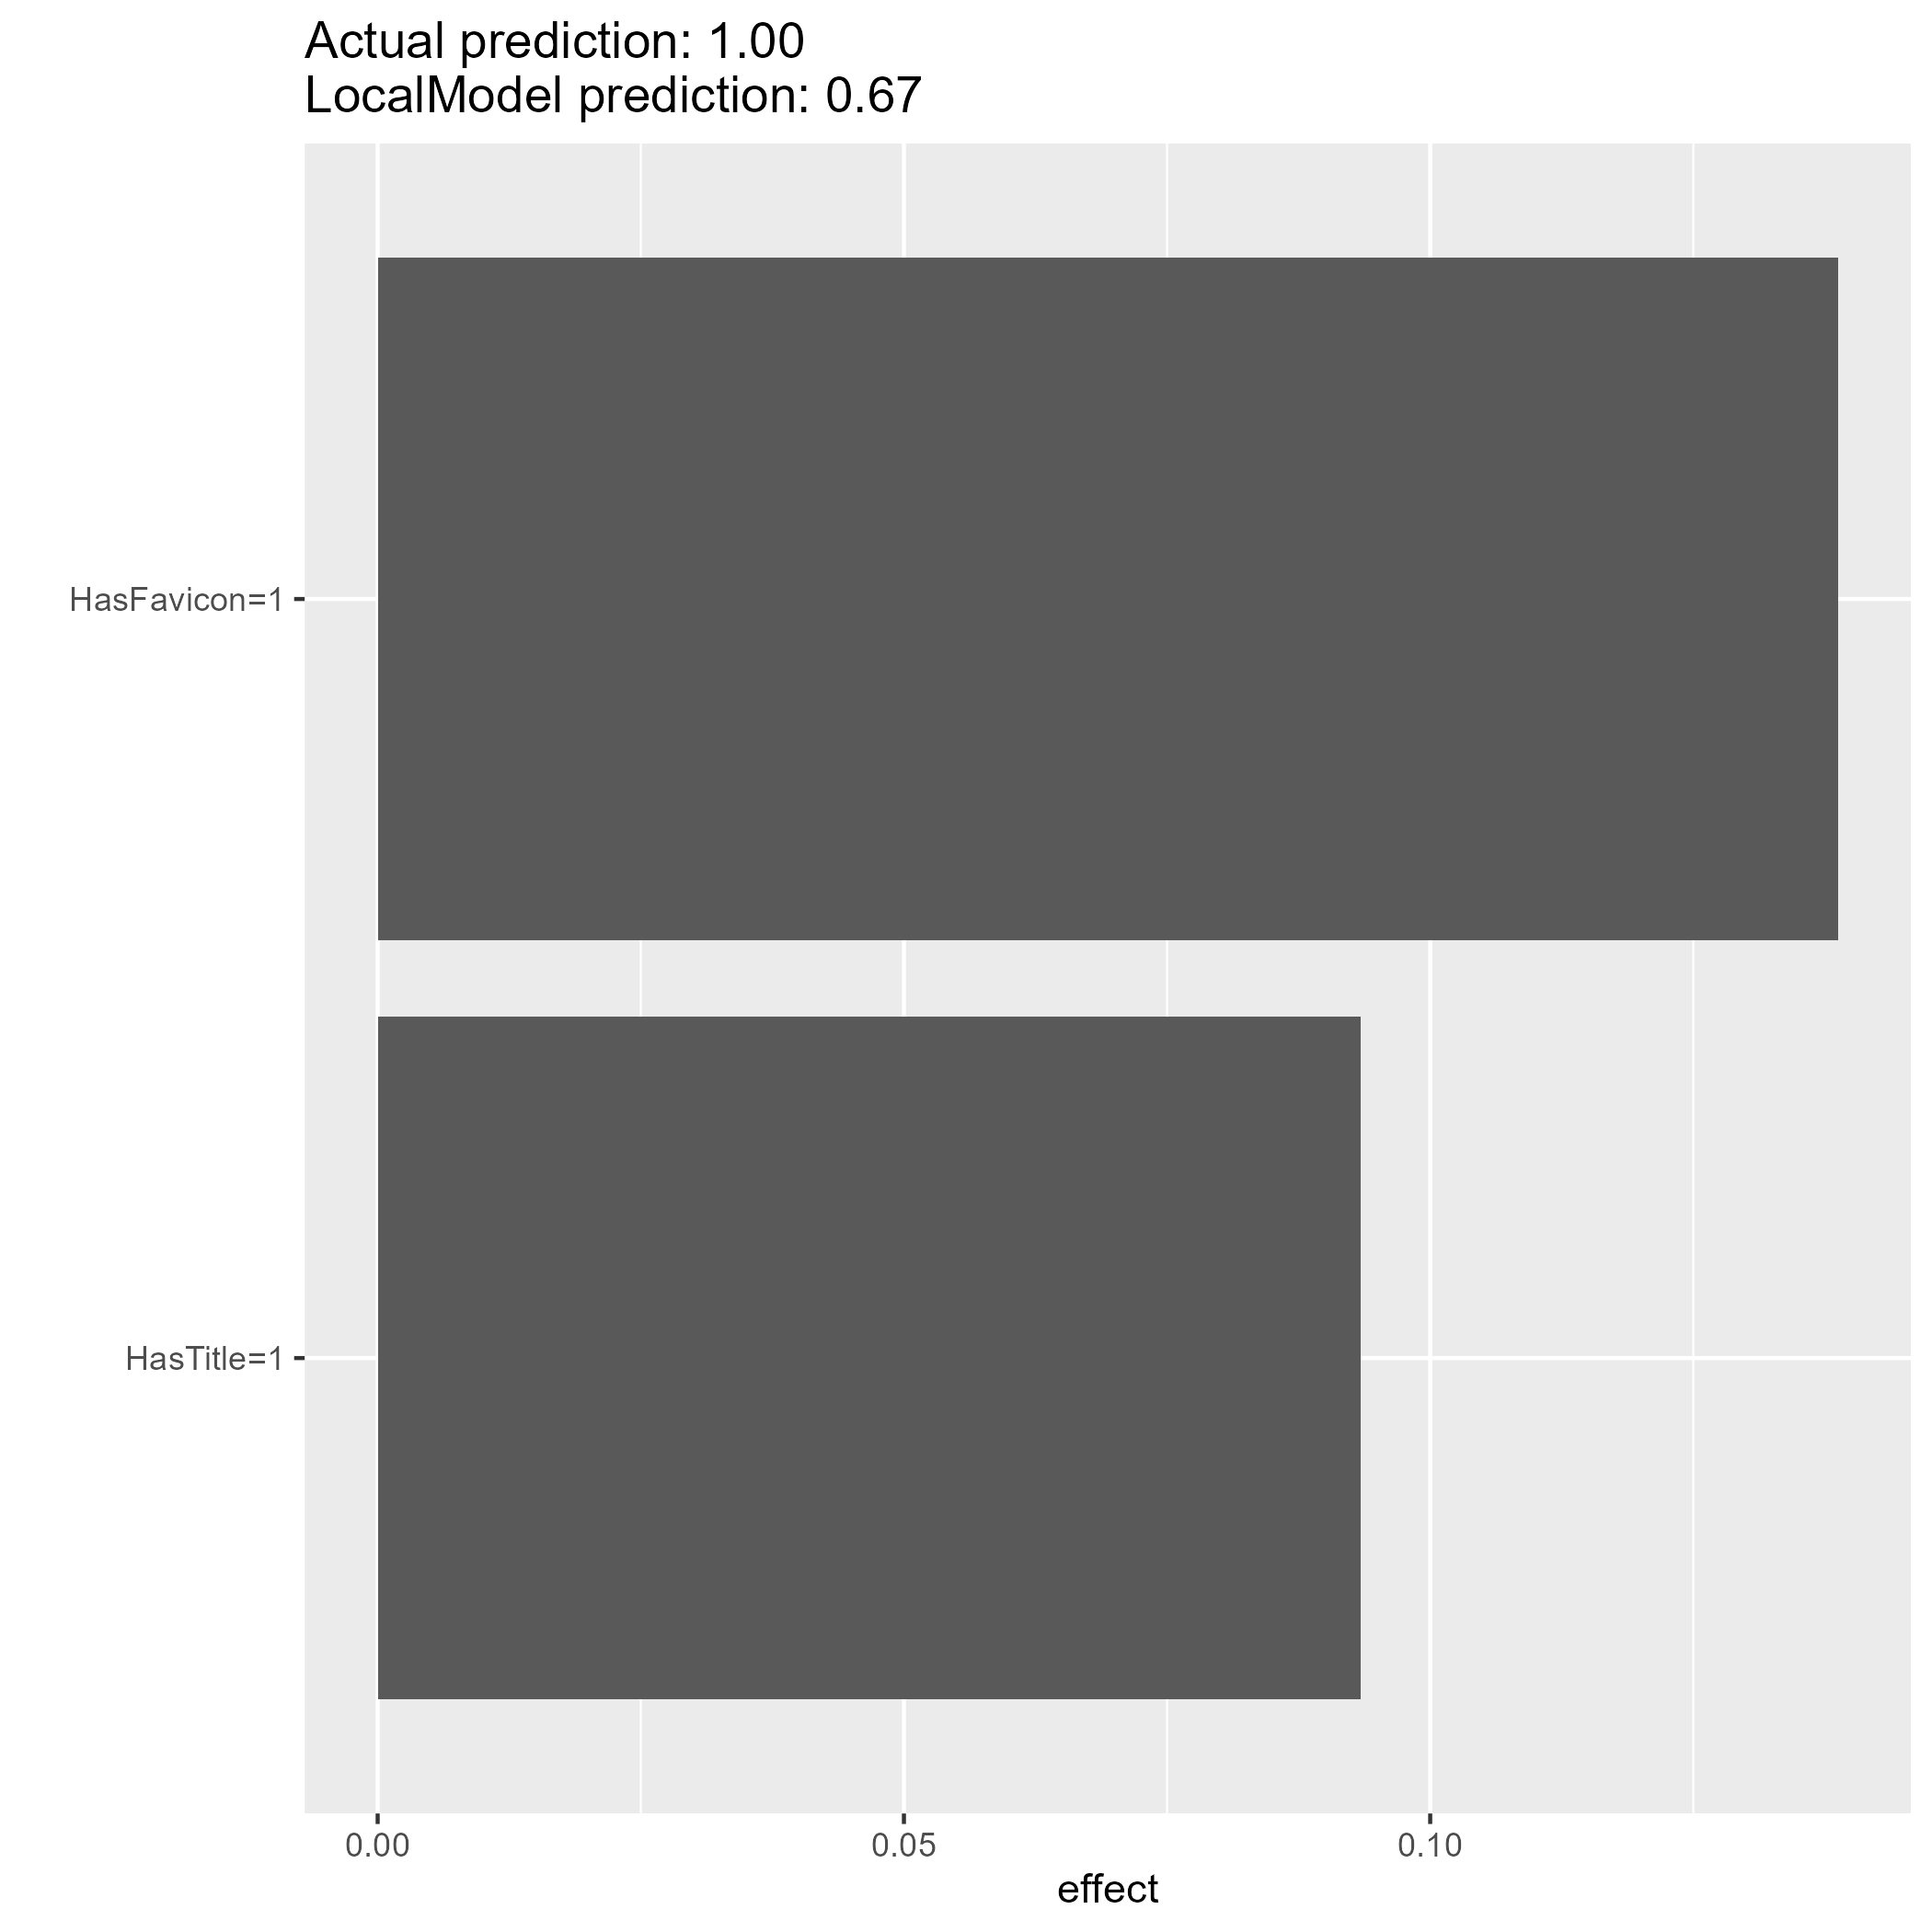 Actual prediction: 1.00
LocalModel prediction: 0.67
HasFavicon=1
HasTitle=1
0.00 0.05 0.10
effect